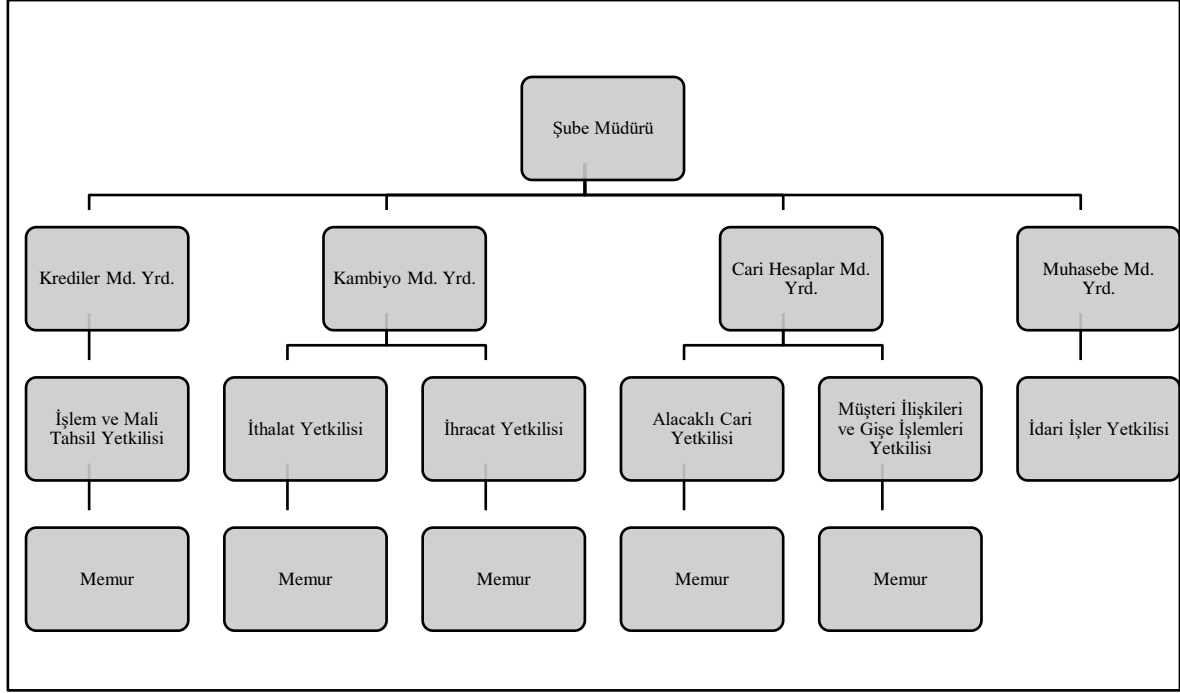 Şube Müdürü
Krediler Md. Yrd.
Kambiyo Md. Yrd.
Cari Hesaplar Md.
Yrd.
Muhasebe Md.
Yrd.
İşlem ve Mali
Tahsil Yetkilisi
İthalat Yetkilisi
İhracat Yetkilisi
Alacaklı Cari
Yetkilisi
Müşteri İlişkileri
ve Gişe İşlemleri
Yetkilisi
İdari İşler Yetkilisi
Memur
Memur
Memur
Memur
Memur